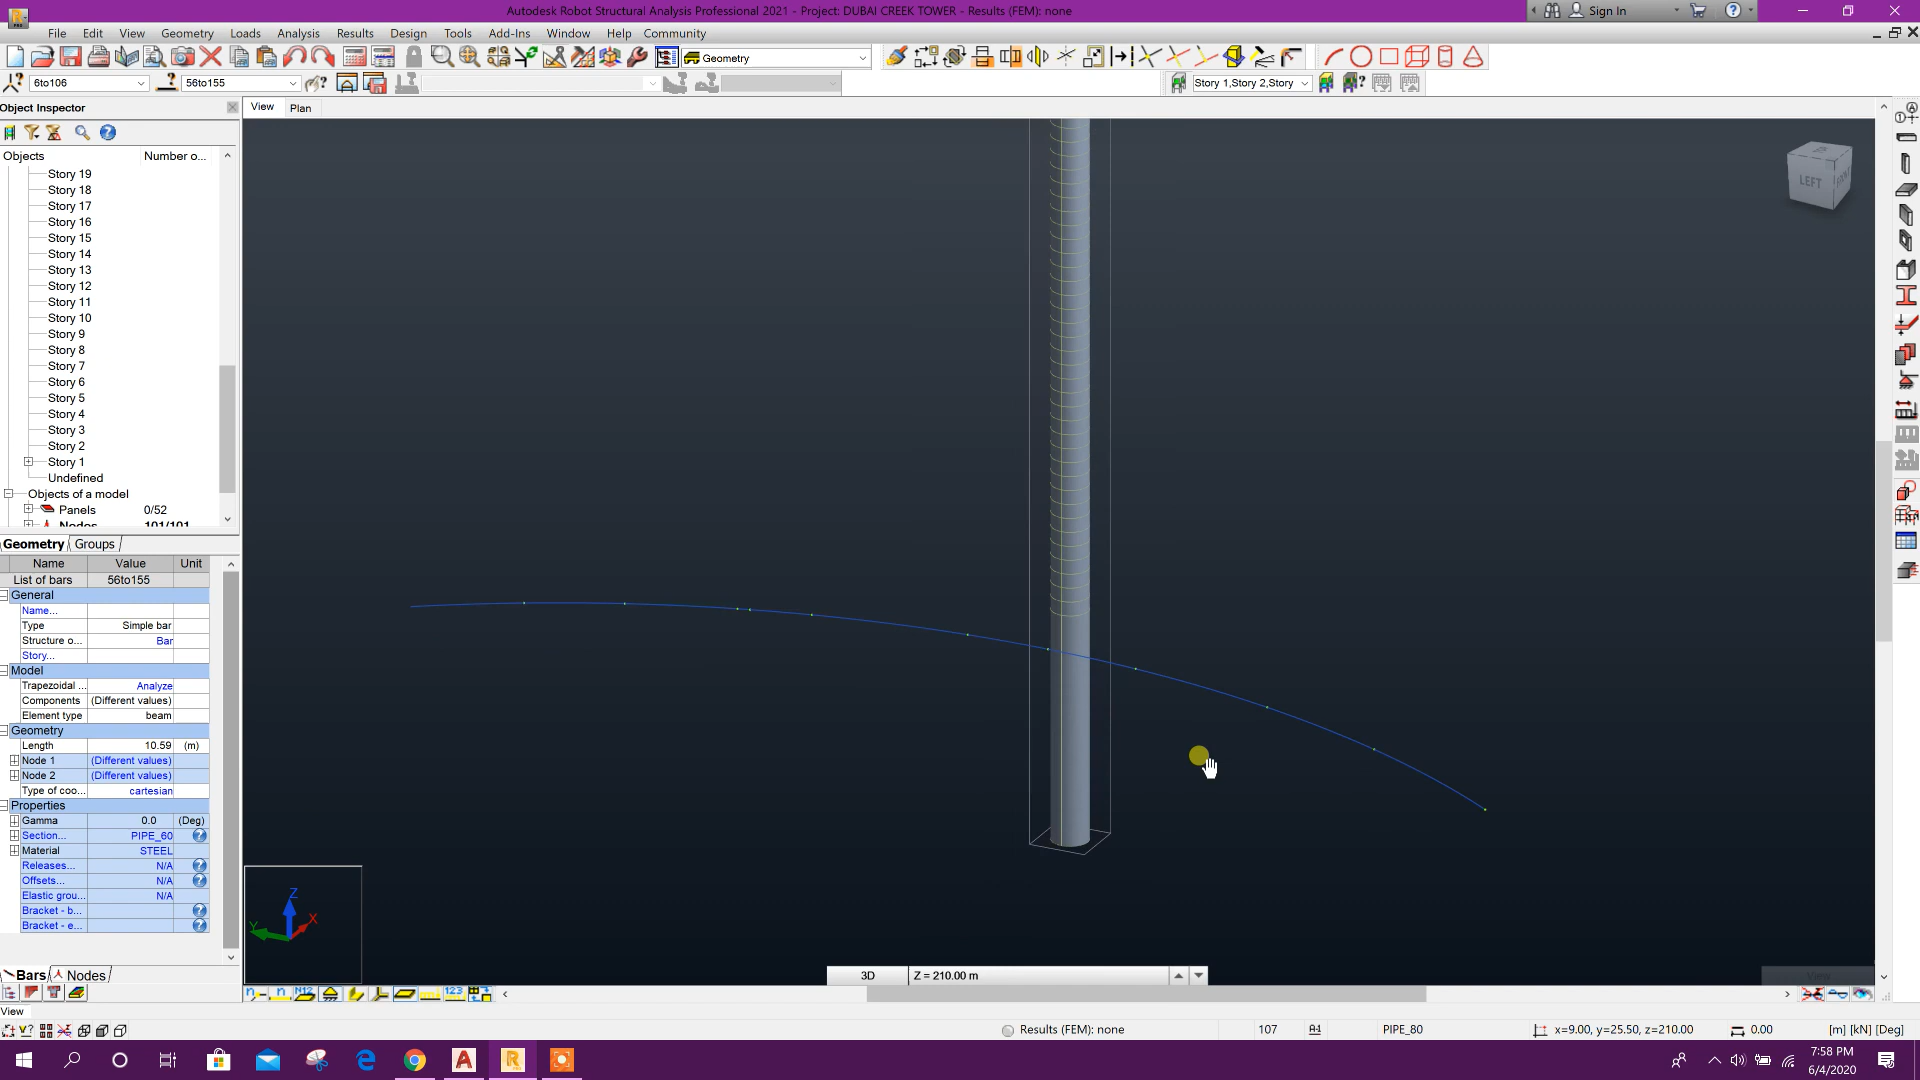 Autodesk Robot Structural Analysis Professional 2021 - Project: DUBAI CREEK TOWER - Results (FEM): none
Sign In
File Edit View Geometry Loads Analysis Results Design Tools Add-Ins Window Help Community
Geometry
6to106 56to155 Story 1,Story 2,Story
Object Inspector
View Plan
Objects Number o...
Story 19
Story 18
Story 17
Story 16
Story 15
Story 14
Story 13
Story 12
Story 11
Story 10
Story 9
Story 8
Story 7
Story 6
Story 5
Story 4
Story 3
Story 2
Story 1
Undefined
Objects of a model
Panels 0/52
Nodes 101/101
Geometry Groups
Name Value Unit
List of bars 56to155
General
Name...
Type Simple bar
Structure o... Bar
Story...
Model
Trapezoidal ... Analyze
Components (Different values)
Element type beam
Geometry
Length 10.59 (m)
Node 1 (Different values)
Node 2 (Different values)
Type of coo... cartesian
Properties
Gamma 0.0 (Deg)
Section... PIPE_60
Material STEEL
Releases... N/A
Offsets... N/A
Elastic grou... N/A
Bracket - b...
Bracket - e...
Bars Nodes
LEFT
Z
X
Y
3D Z = 210.00 m
View
Results (FEM): none 107 PIPE_80 x=9.00, y=25.50, z=210.00 0.00 [m] [kN] [Deg]
7:58 PM
6/4/2020